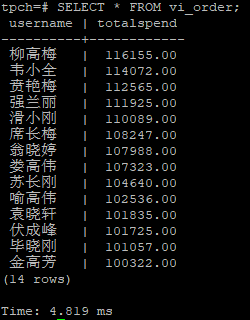 tpch=# SELECT * FROM vi_order;
username | totalspend
----------+------------
柳高梅 | 116155.00
韦小全 | 114072.00
贲艳梅 | 112565.00
强兰丽 | 111925.00
滑小刚 | 110089.00
席长梅 | 108247.00
翁晓婷 | 107988.00
娄高伟 | 107323.00
苏长刚 | 104640.00
喻高伟 | 102536.00
袁晓轩 | 101835.00
伏成峰 | 101725.00
毕晓刚 | 101057.00
金高芳 | 100322.00
(14 rows)
Time: 4.819 ms